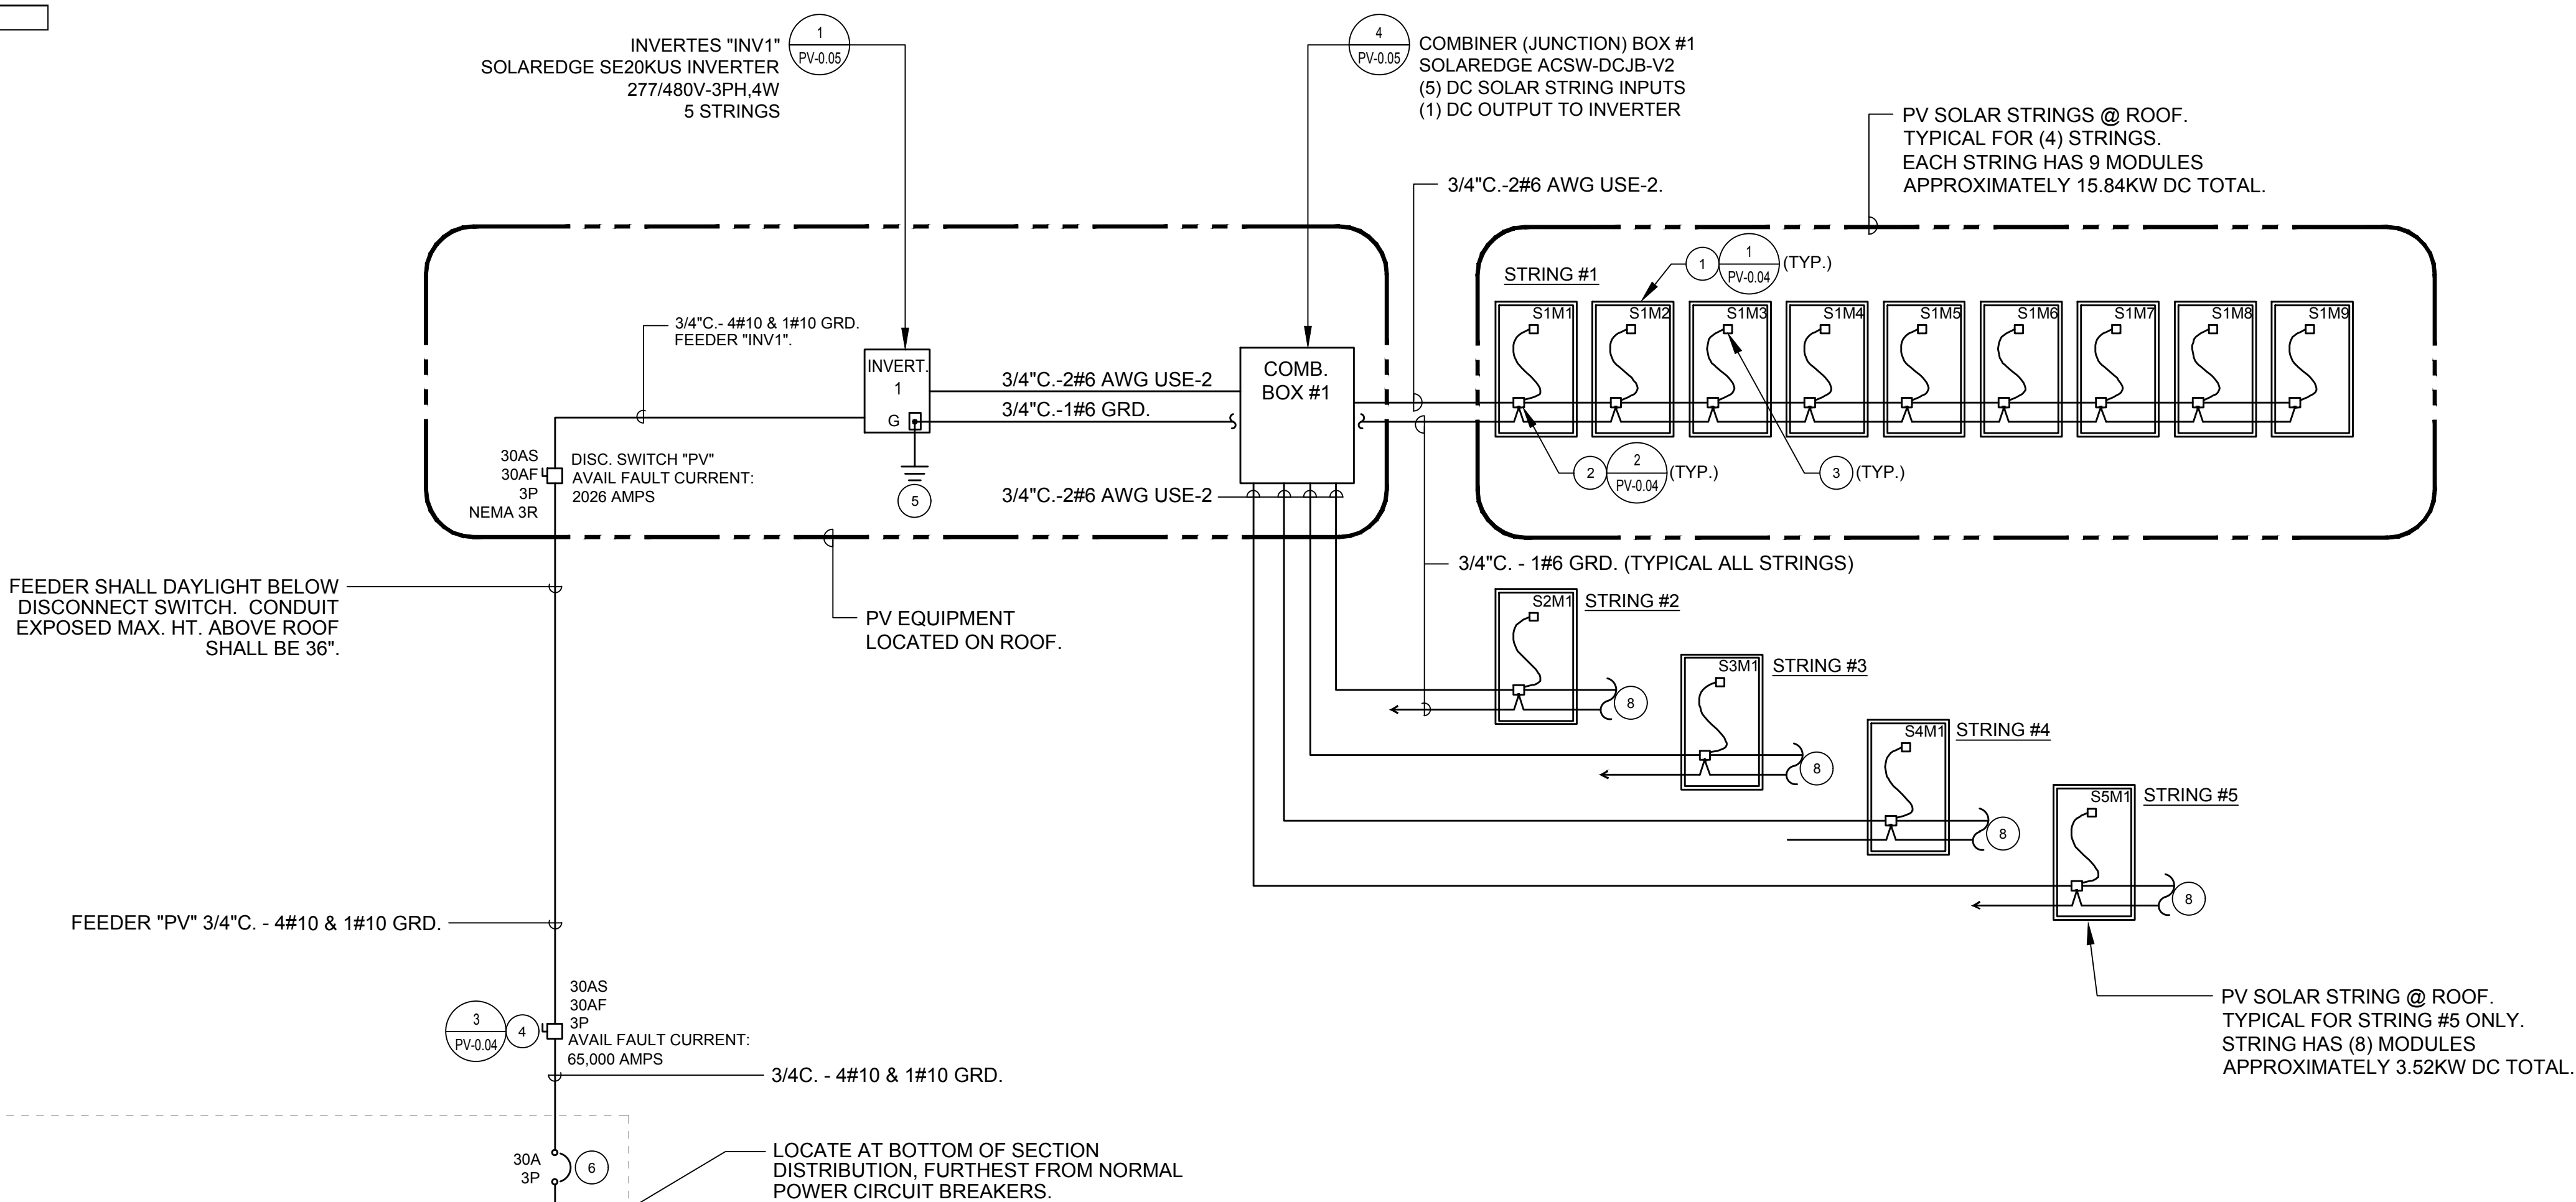 INVERTES "INV1"
SOLAREDGE SE20KUS INVERTER
277/480V-3PH,4W
5 STRINGS
1
PV-0.05
4
PV-0.05
COMBINER (JUNCTION) BOX #1
SOLAREDGE ACSW-DCJB-V2
(5) DC SOLAR STRING INPUTS
(1) DC OUTPUT TO INVERTER
PV SOLAR STRINGS @ ROOF.
TYPICAL FOR (4) STRINGS.
EACH STRING HAS 9 MODULES
APPROXIMATELY 15.84KW DC TOTAL.
3/4"C.-2#6 AWG USE-2.
STRING #1
1
1
PV-0.04
(TYP.)
S1M1
S1M2
S1M3
S1M4
S1M5
S1M6
S1M7
S1M8
S1M9
3/4"C.- 4#10 & 1#10 GRD.
FEEDER "INV1".
INVERT.
1
G
3/4"C.-2#6 AWG USE-2
3/4"C.-1#6 GRD.
COMB.
BOX #1
30AS
30AF
3P
NEMA 3R
DISC. SWITCH "PV"
AVAIL FAULT CURRENT:
2026 AMPS
5
3/4"C.-2#6 AWG USE-2
2
2
PV-0.04
(TYP.)
3
(TYP.)
3/4"C. - 1#6 GRD. (TYPICAL ALL STRINGS)
FEEDER SHALL DAYLIGHT BELOW
DISCONNECT SWITCH. CONDUIT
EXPOSED MAX. HT. ABOVE ROOF
SHALL BE 36".
PV EQUIPMENT
LOCATED ON ROOF.
S2M1
STRING #2
8
S3M1
STRING #3
8
S4M1
STRING #4
8
S5M1
STRING #5
8
FEEDER "PV" 3/4"C. - 4#10 & 1#10 GRD.
30AS
30AF
3P
AVAIL FAULT CURRENT:
65,000 AMPS
3
PV-0.04
4
3/4C. - 4#10 & 1#10 GRD.
PV SOLAR STRING @ ROOF.
TYPICAL FOR STRING #5 ONLY.
STRING HAS (8) MODULES
APPROXIMATELY 3.52KW DC TOTAL.
30A
3P
6
LOCATE AT BOTTOM OF SECTION
DISTRIBUTION, FURTHEST FROM NORMAL
POWER CIRCUIT BREAKERS.